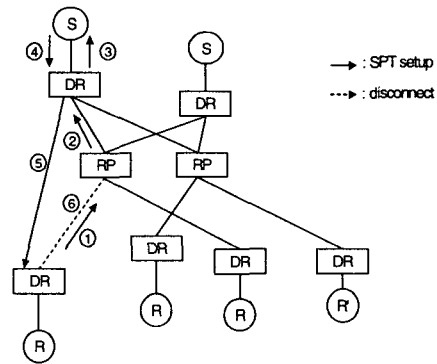 S
④
③
S
: SPT setup
DR
: disconnect
DR
②
RP
RP
⑤
⑥
①
DR
DR
DR
DR
R
R
R'
R